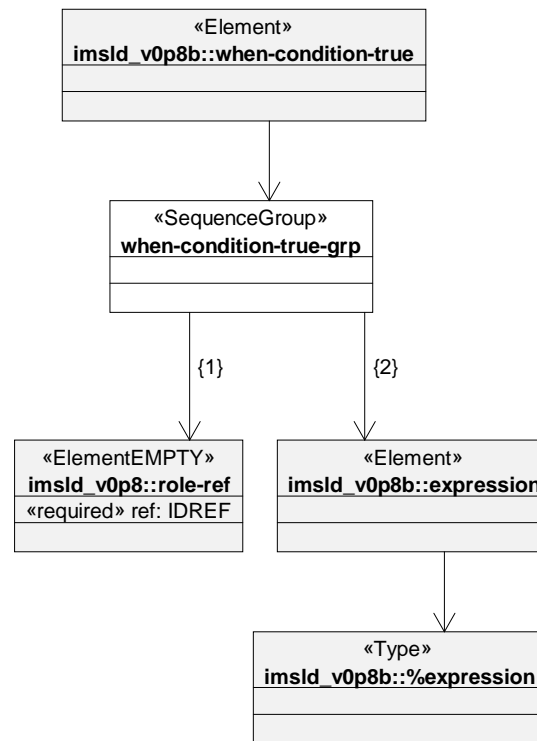 «Element»
imsld_v0p8b::when-condition-true
«SequenceGroup»
when-condition-true-grp
{1}
{2}
«ElementEMPTY»
imsld_v0p8::role-ref
«required» ref: IDREF
«Element»
imsld_v0p8b::expression
«Type»
imsld_v0p8b::%expression